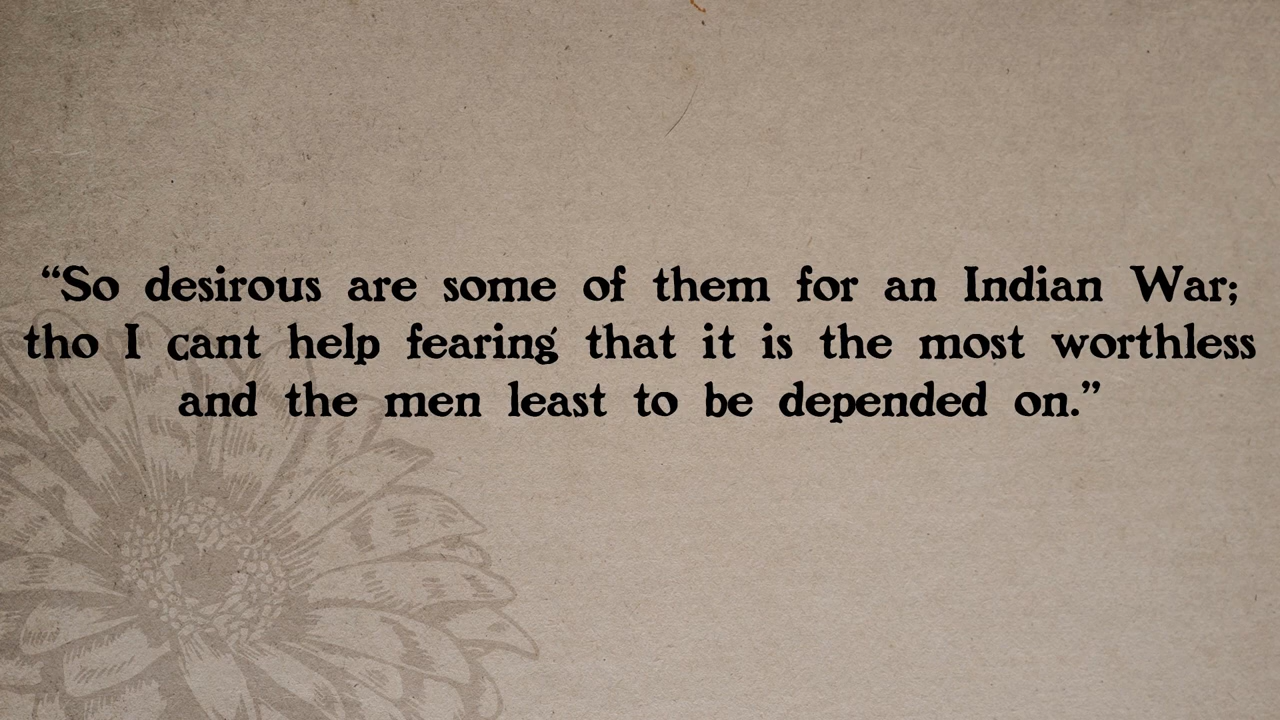 “So desirous are some of them for an Indian War;
tho I cant help fearing that it is the most worthless
and the men least to be depended on.”